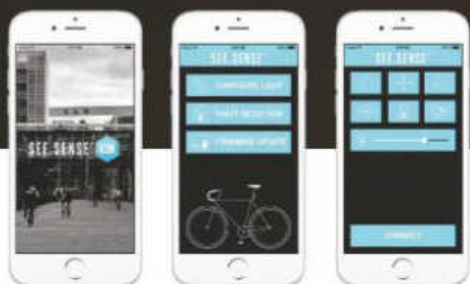 SEE.SENSE
SEE.SENSE
CONFIGURE LIGHT
THEFT DETECTION
FIRMWARE UPDATE
SEE.SENSE
CONNECT